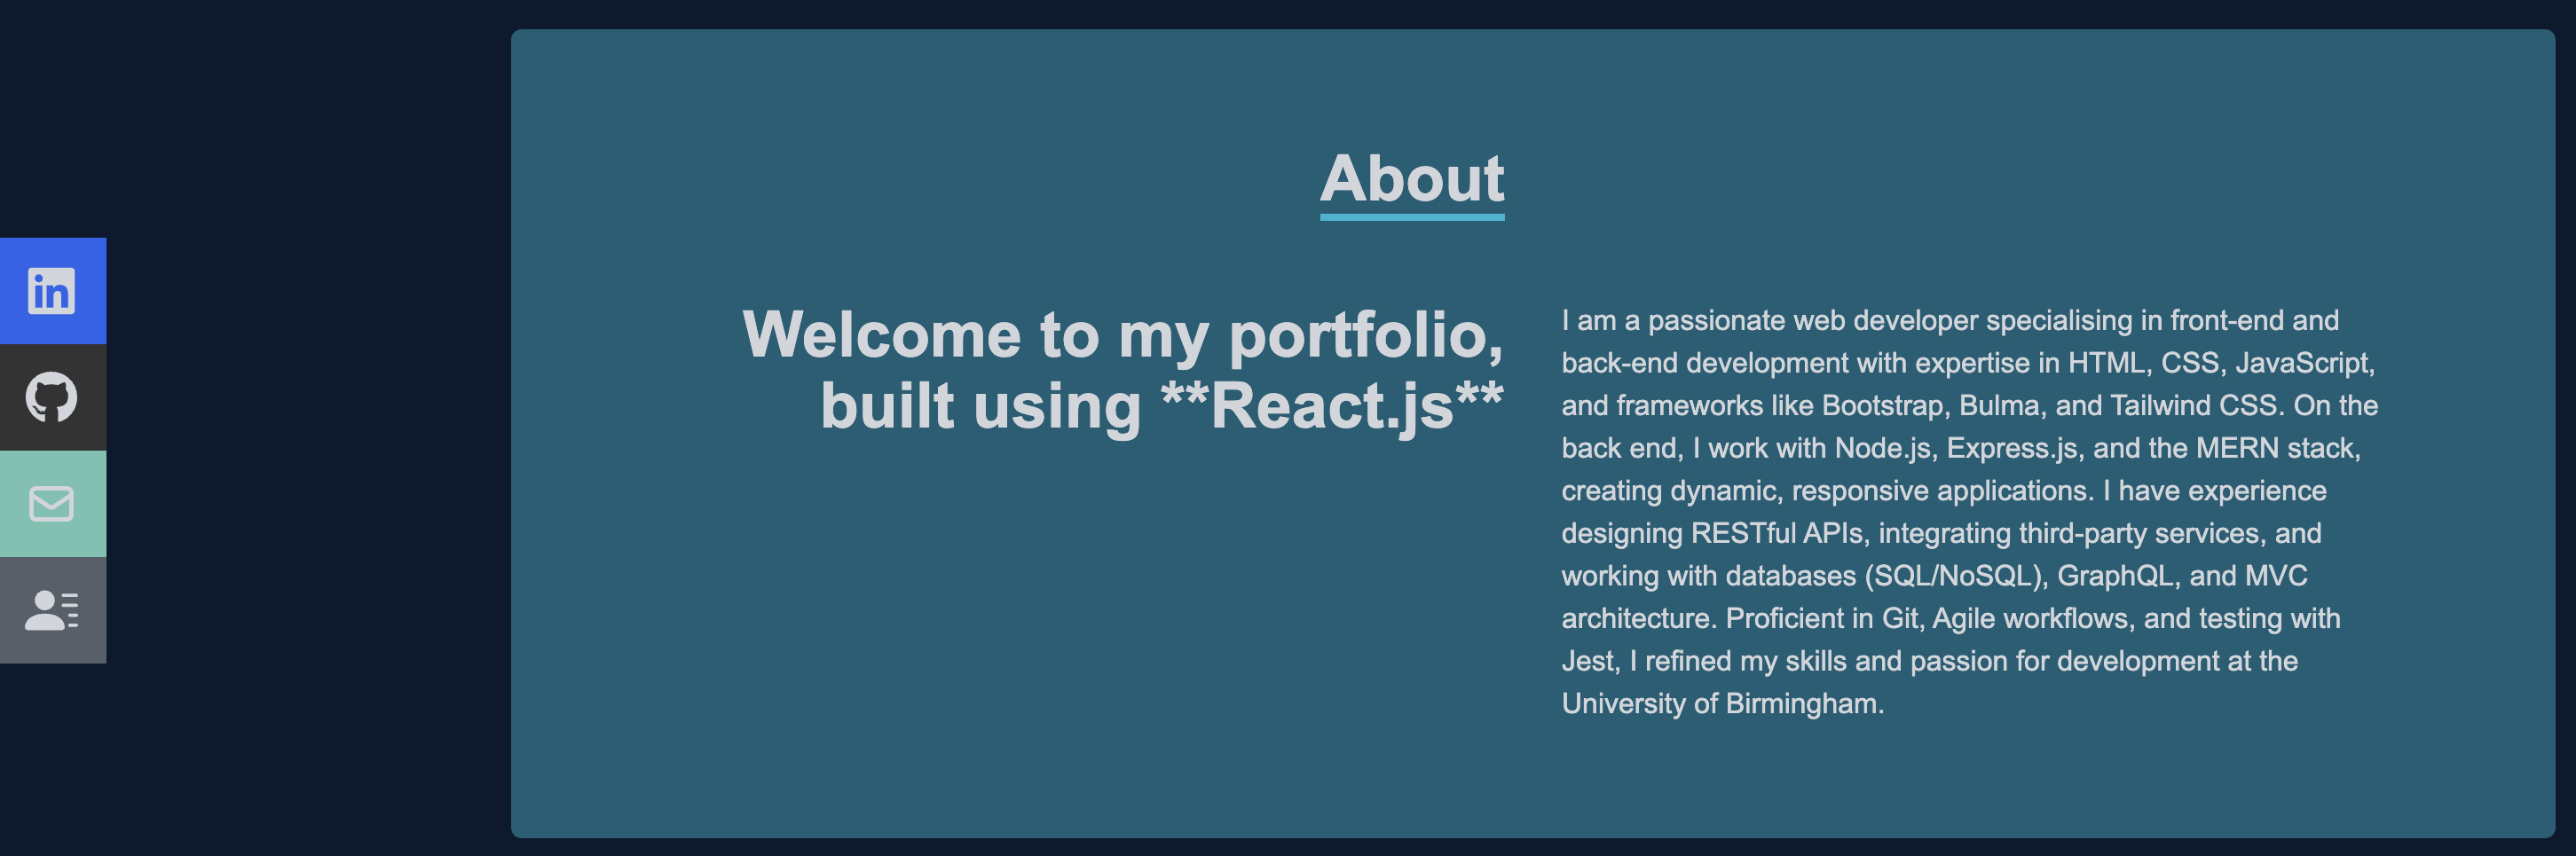 About
Welcome to my portfolio,
built using **React.js**
I am a passionate web developer specialising in front-end and
back-end development with expertise in HTML, CSS, JavaScript,
and frameworks like Bootstrap, Bulma, and Tailwind CSS. On the
back end, I work with Node.js, Express.js, and the MERN stack,
creating dynamic, responsive applications. I have experience
designing RESTful APIs, integrating third-party services, and
working with databases (SQL/NoSQL), GraphQL, and MVC
architecture. Proficient in Git, Agile workflows, and testing with
Jest, I refined my skills and passion for development at the
University of Birmingham.
in